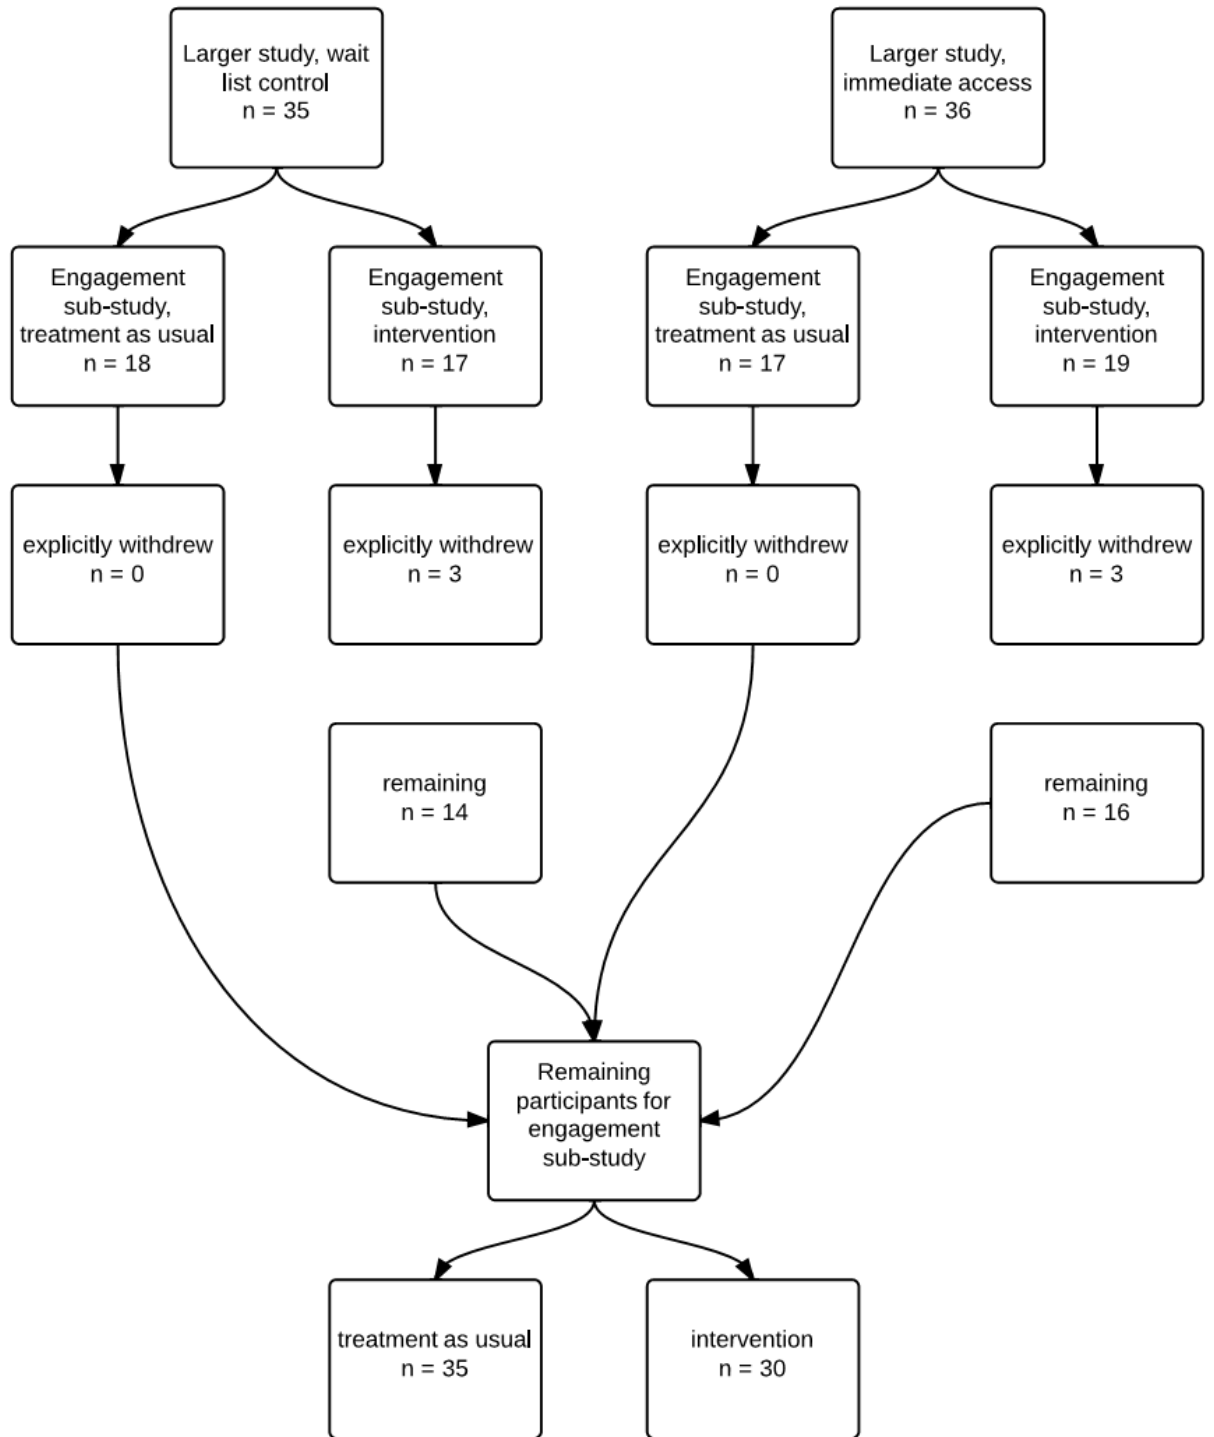 Larger study, wait
list control
n = 35
Larger study,
immediate access
n = 36
Engagement
sub-study,
treatment as usual
n = 18
Engagement
sub-study,
intervention
n = 17
Engagement
sub-study,
treatment as usual
n = 17
Engagement
sub-study,
intervention
n = 19
explicitly withdrew
n = 0
explicitly withdrew
n = 3
explicitly withdrew
n = 0
explicitly withdrew
n = 3
remaining
n = 14
remaining
n = 16
Remaining
participants for
engagement
sub-study
treatment as usual
n = 35
intervention
n = 30